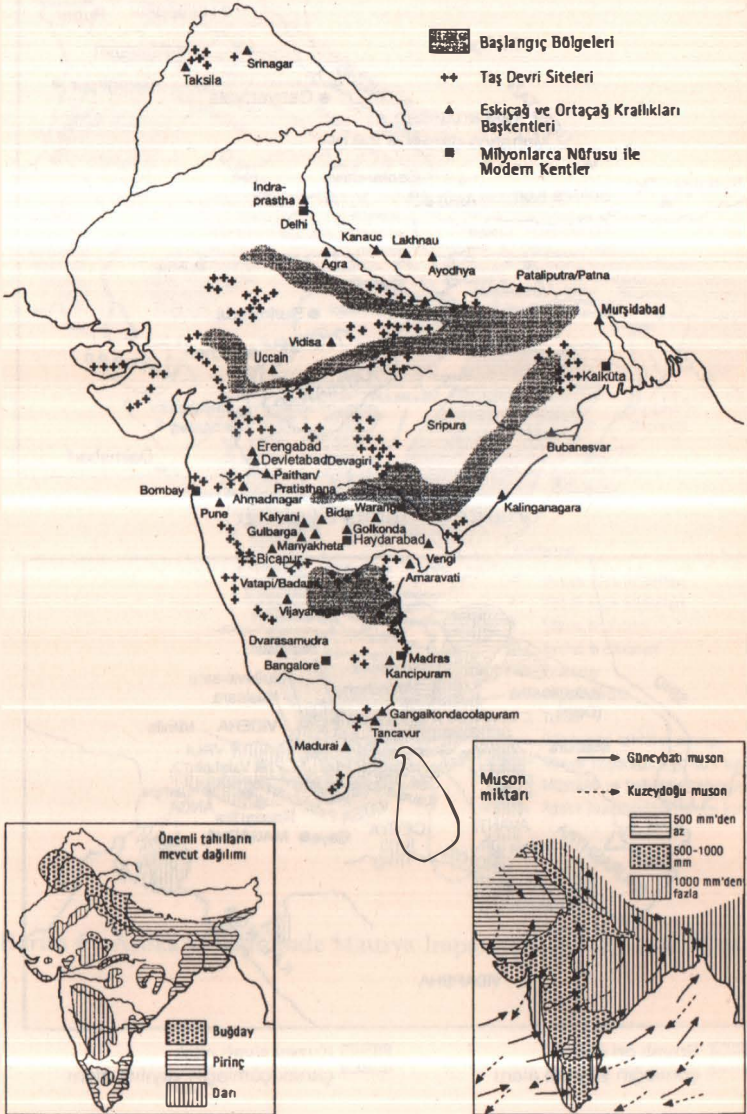 Başlangıç Bölgeleri
Taş Devri Siteleri
Eskiçağ ve Ortaçağ Krallıkları
Başkentleri
Milyonlarca Nüfusu ile
Modern Kentler
Srinagar
Taksila
Indra-
prastha
Delhi
Kanauc
Lakhnau
Agra
Ayodhya
Pataliputra/Patna
Murşidabad
Vidisa
Uccain
Kalküta
Sripura
Bubanesvar
Erengabad
Devletabad/Devagiri
Paithan/
Pratisthana
Bombay
Ahmadnagar
Pune
Kalyani
Bidar
Warangal
Kalinganagara
Gulbarga
Golkonda
Manyakheta
Haydarabad
Vengi
Bicapur
Amaravati
Vatapi/Badami
Vijayanagar
Dvarasamudra
Bangalore
Madras
Kancipuram
Gangaikondacolapuram
Tancavur
Madurai
Önemli tahılların
mevcut dağılımı
Buğday
Pirinç
Darı
Muson
miktarı
Güneybatı muson
Kuzeydoğu muson
500 mm'den
az
500-1000
mm
1000 mm'den
fazla